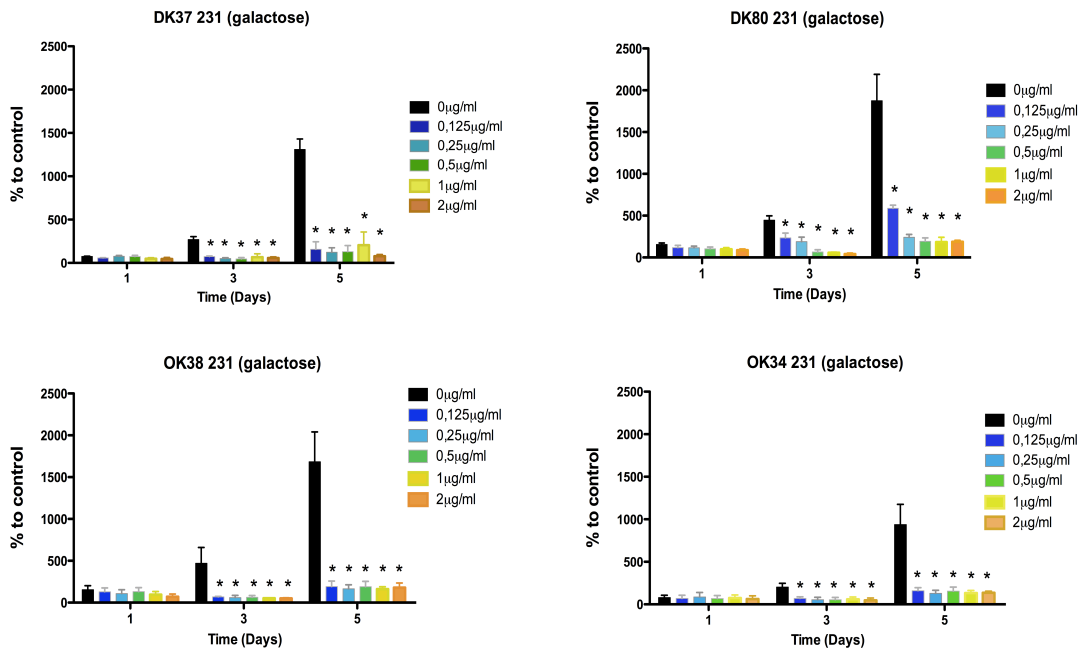 DK37 231 (galactose)
% to control
2500
2000
1500
1000
500
0
* * * * *
* * * * *
1
3
5
Time (Days)
0µg/ml
0,125µg/ml
0,25µg/ml
0,5µg/ml
1µg/ml
2µg/ml
DK80 231 (galactose)
% to control
2500
2000
1500
1000
500
0
* * * * *
* * * * *
1
3
5
Time (Days)
0µg/ml
0,125µg/ml
0,25µg/ml
0,5µg/ml
1µg/ml
2µg/ml
OK38 231 (galactose)
% to control
2500
2000
1500
1000
500
0
* * * * *
* * * * *
1
3
5
Time (Days)
0µg/ml
0,125µg/ml
0,25µg/ml
0,5µg/ml
1µg/ml
2µg/ml
OK34 231 (galactose)
% to control
2500
2000
1500
1000
500
0
* * * * *
* * * * *
1
3
5
Time (Days)
0µg/ml
0,125µg/ml
0,25µg/ml
0,5µg/ml
1µg/ml
2µg/ml